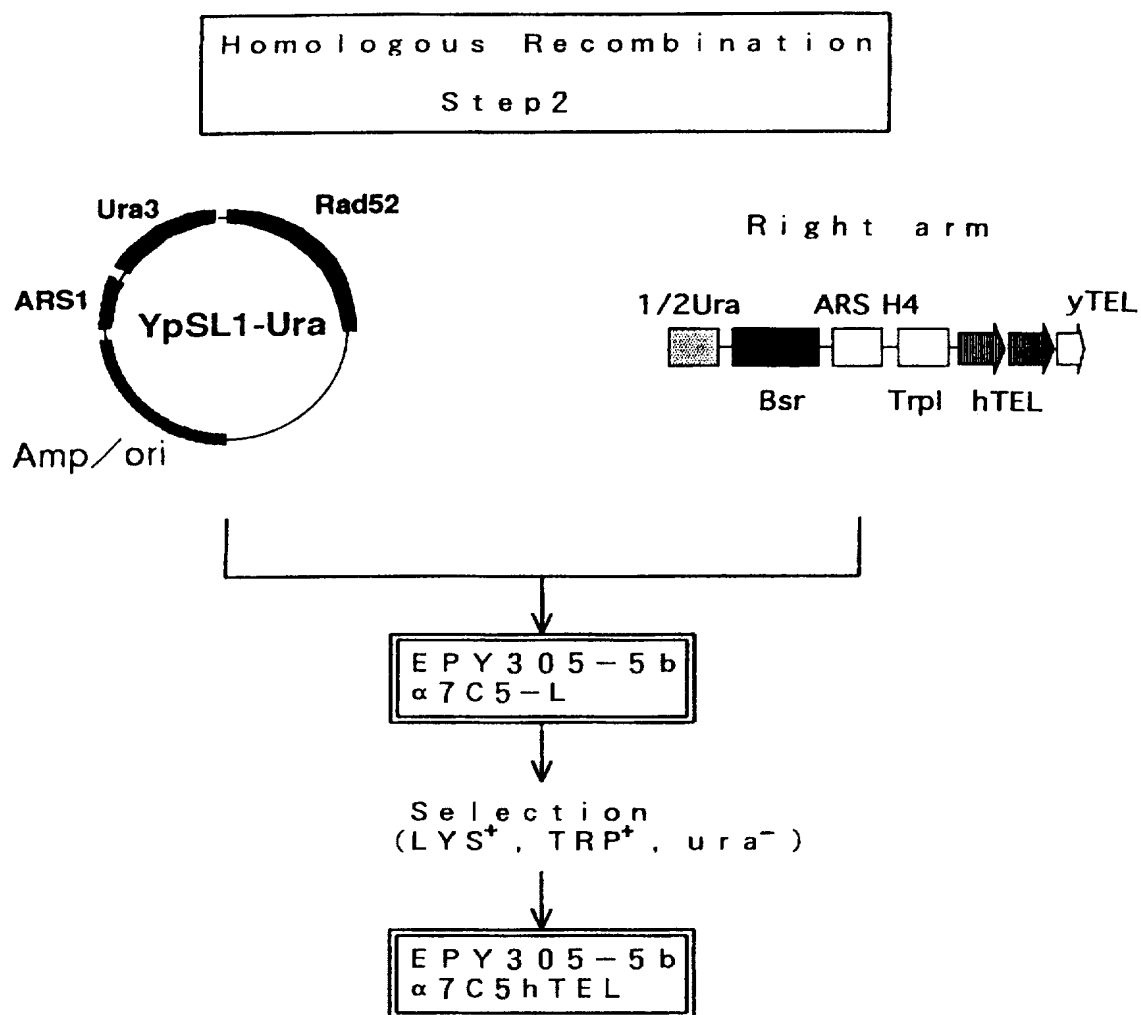 Homologous Recombination
Step2
Ura3
Rad52
ARS1
YpSL1-Ura
Amp/ori
Right arm
1/2Ura
ARS H4
yTEL
Bsr
TrpI
hTEL
EPY305-5b
α7C5-L
Selection
(LYS⁺, TRP⁺, ura⁻)
EPY305-5b
α7C5hTEL